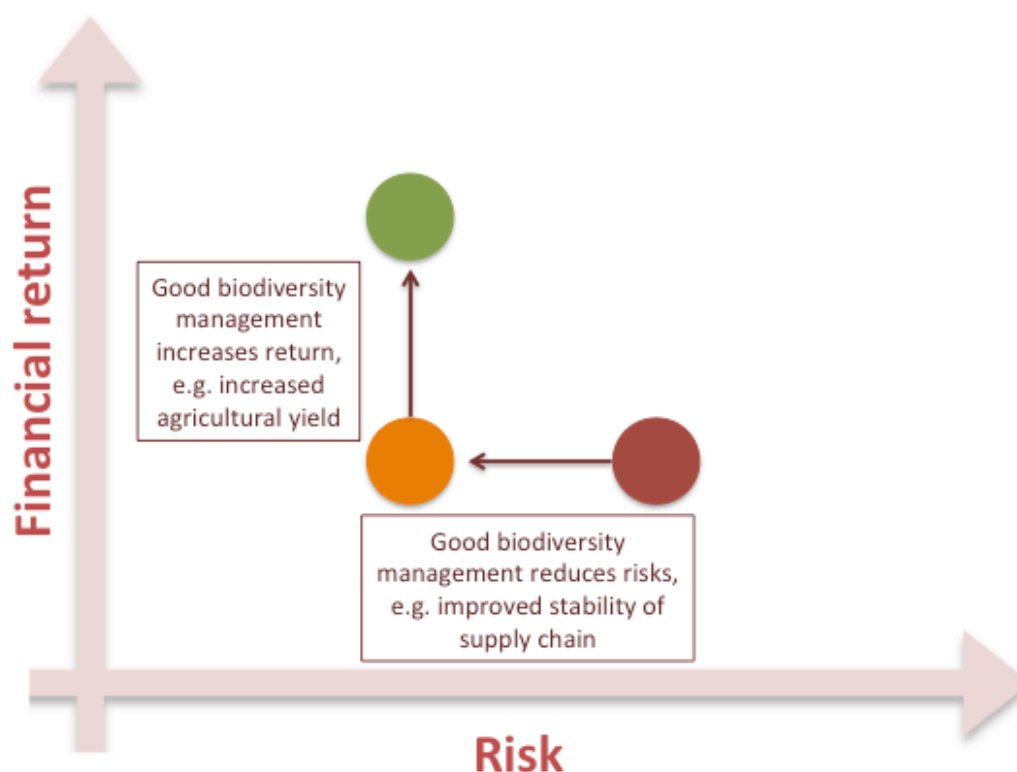 Financial return
Good biodiversity
management
increases return,
e.g. increased
agricultural yield
Good biodiversity
management reduces risks,
e.g. improved stability of
supply chain
Risk